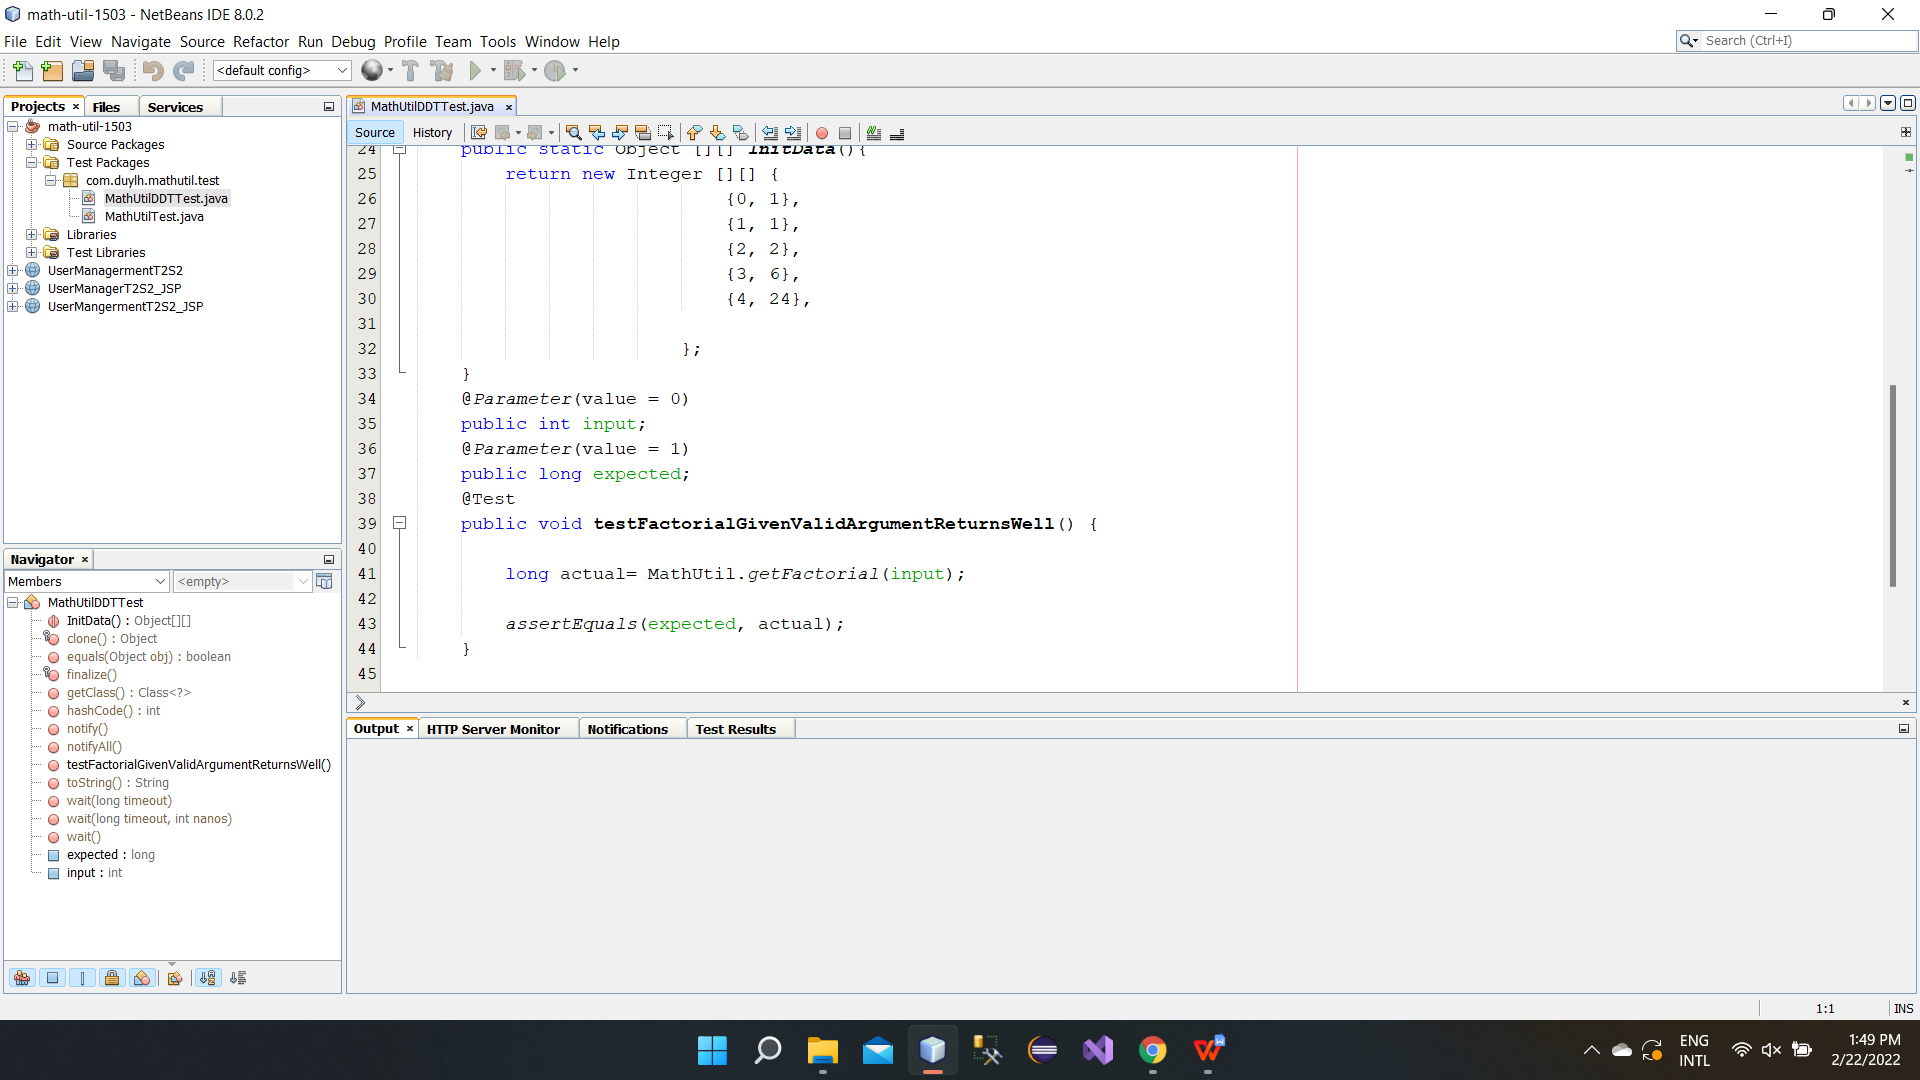 math-util-1503 - NetBeans IDE 8.0.2
File Edit View Navigate Source Refactor Run Debug Profile Team Tools Window Help
Search (Ctrl+I)
<default config>
Projects
Files
Services
math-util-1503
Source Packages
Test Packages
com.duylh.mathutil.test
MathUtilDDTTest.java
MathUtilTest.java
Libraries
Test Libraries
UserManagermentT2S2
UserManagerT2S2_JSP
UserMangermentT2S2_JSP
Navigator
Members
<empty>
MathUtilDDTTest
InitData() : Object[][]
clone() : Object
equals(Object obj) : boolean
finalize()
getClass() : Class<?>
hashCode() : int
notify()
notifyAll()
testFactorialGivenValidArgumentReturnsWell()
toString() : String
wait(long timeout)
wait(long timeout, int nanos)
wait()
expected : long
input : int
MathUtilDDTTest.java
Source History
24 public static Object [][] InitData(){
25 return new Integer [][] {
26 {0, 1},
27 {1, 1},
28 {2, 2},
29 {3, 6},
30 {4, 24},
31
32 };
33 }
34 @Parameter(value = 0)
35 public int input;
36 @Parameter(value = 1)
37 public long expected;
38 @Test
39 public void testFactorialGivenValidArgumentReturnsWell() {
40
41 long actual= MathUtil.getFactorial(input);
42
43 assertEquals(expected, actual);
44 }
45
Output
HTTP Server Monitor
Notifications
Test Results
1:1
INS
ENG
INTL
1:49 PM
2/22/2022